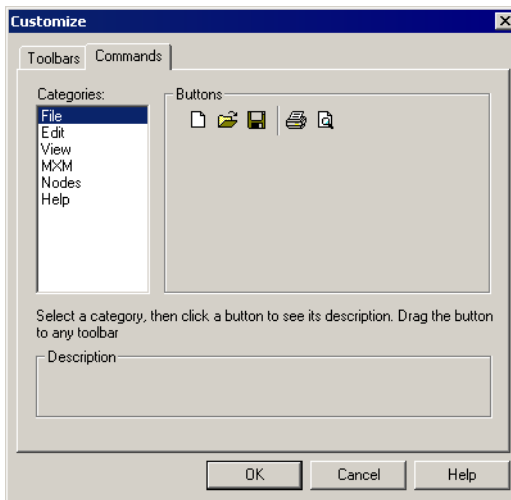 Customize
Toolbars
Commands
Categories:
Buttons
File
Edit
View
MXM
Nodes
Help
Select a category, then click a button to see its description. Drag the button
to any toolbar
Description
OK
Cancel
Help